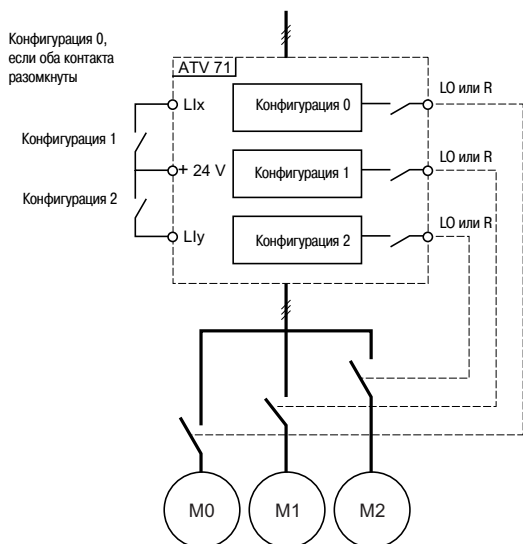 Конфигурация 0,
если оба контакта
разомкнуты
ATV 71
LIx
Конфигурация 0
LO или R
Конфигурация 1
+ 24 V
Конфигурация 1
LO или R
Конфигурация 2
LIy
Конфигурация 2
LO или R
M0
M1
M2